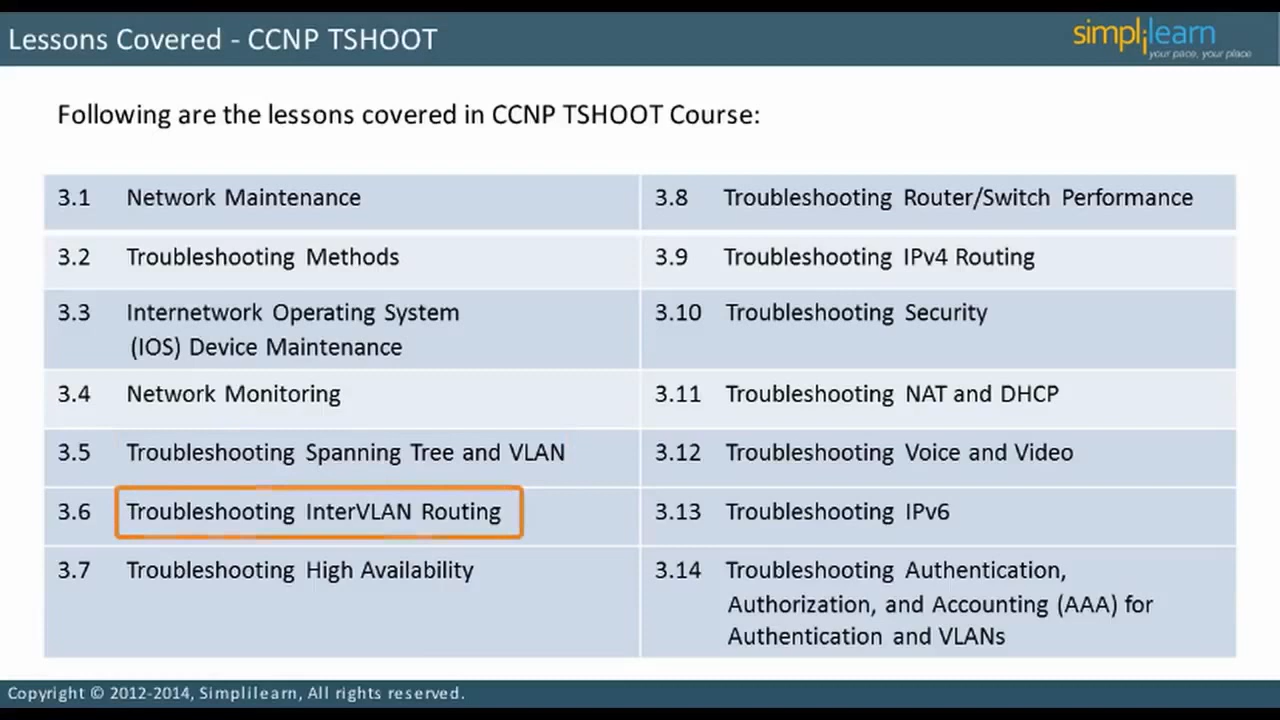 Lessons Covered - CCNP TSHOOT
simplilearn
your pace, your place
Following are the lessons covered in CCNP TSHOOT Course:
3.1 Network Maintenance
3.2 Troubleshooting Methods
3.3 Internetwork Operating System
(IOS) Device Maintenance
3.4 Network Monitoring
3.5 Troubleshooting Spanning Tree and VLAN
3.6 Troubleshooting InterVLAN Routing
3.7 Troubleshooting High Availability
3.8 Troubleshooting Router/Switch Performance
3.9 Troubleshooting IPv4 Routing
3.10 Troubleshooting Security
3.11 Troubleshooting NAT and DHCP
3.12 Troubleshooting Voice and Video
3.13 Troubleshooting IPv6
3.14 Troubleshooting Authentication,
Authorization, and Accounting (AAA) for
Authentication and VLANs
Copyright © 2012-2014, Simplilearn, All rights reserved.